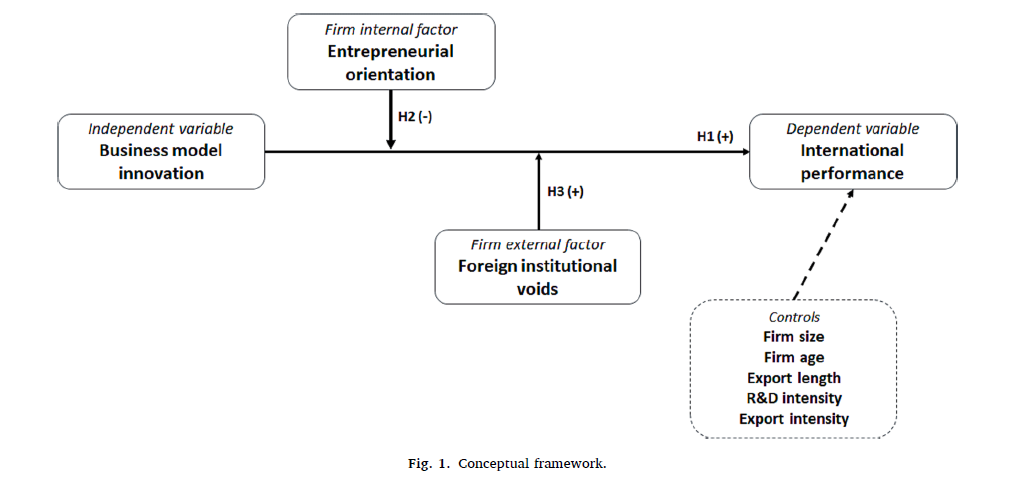 Firm internal factor
Entrepreneurial
orientation
H2 (-)
Independent variable
Business model
innovation
H1 (+)
Dependent variable
International
performance
H3 (+)
Firm external factor
Foreign institutional
voids
Controls
Firm size
Firm age
Export length
R&D intensity
Export intensity
Fig. 1. Conceptual framework.